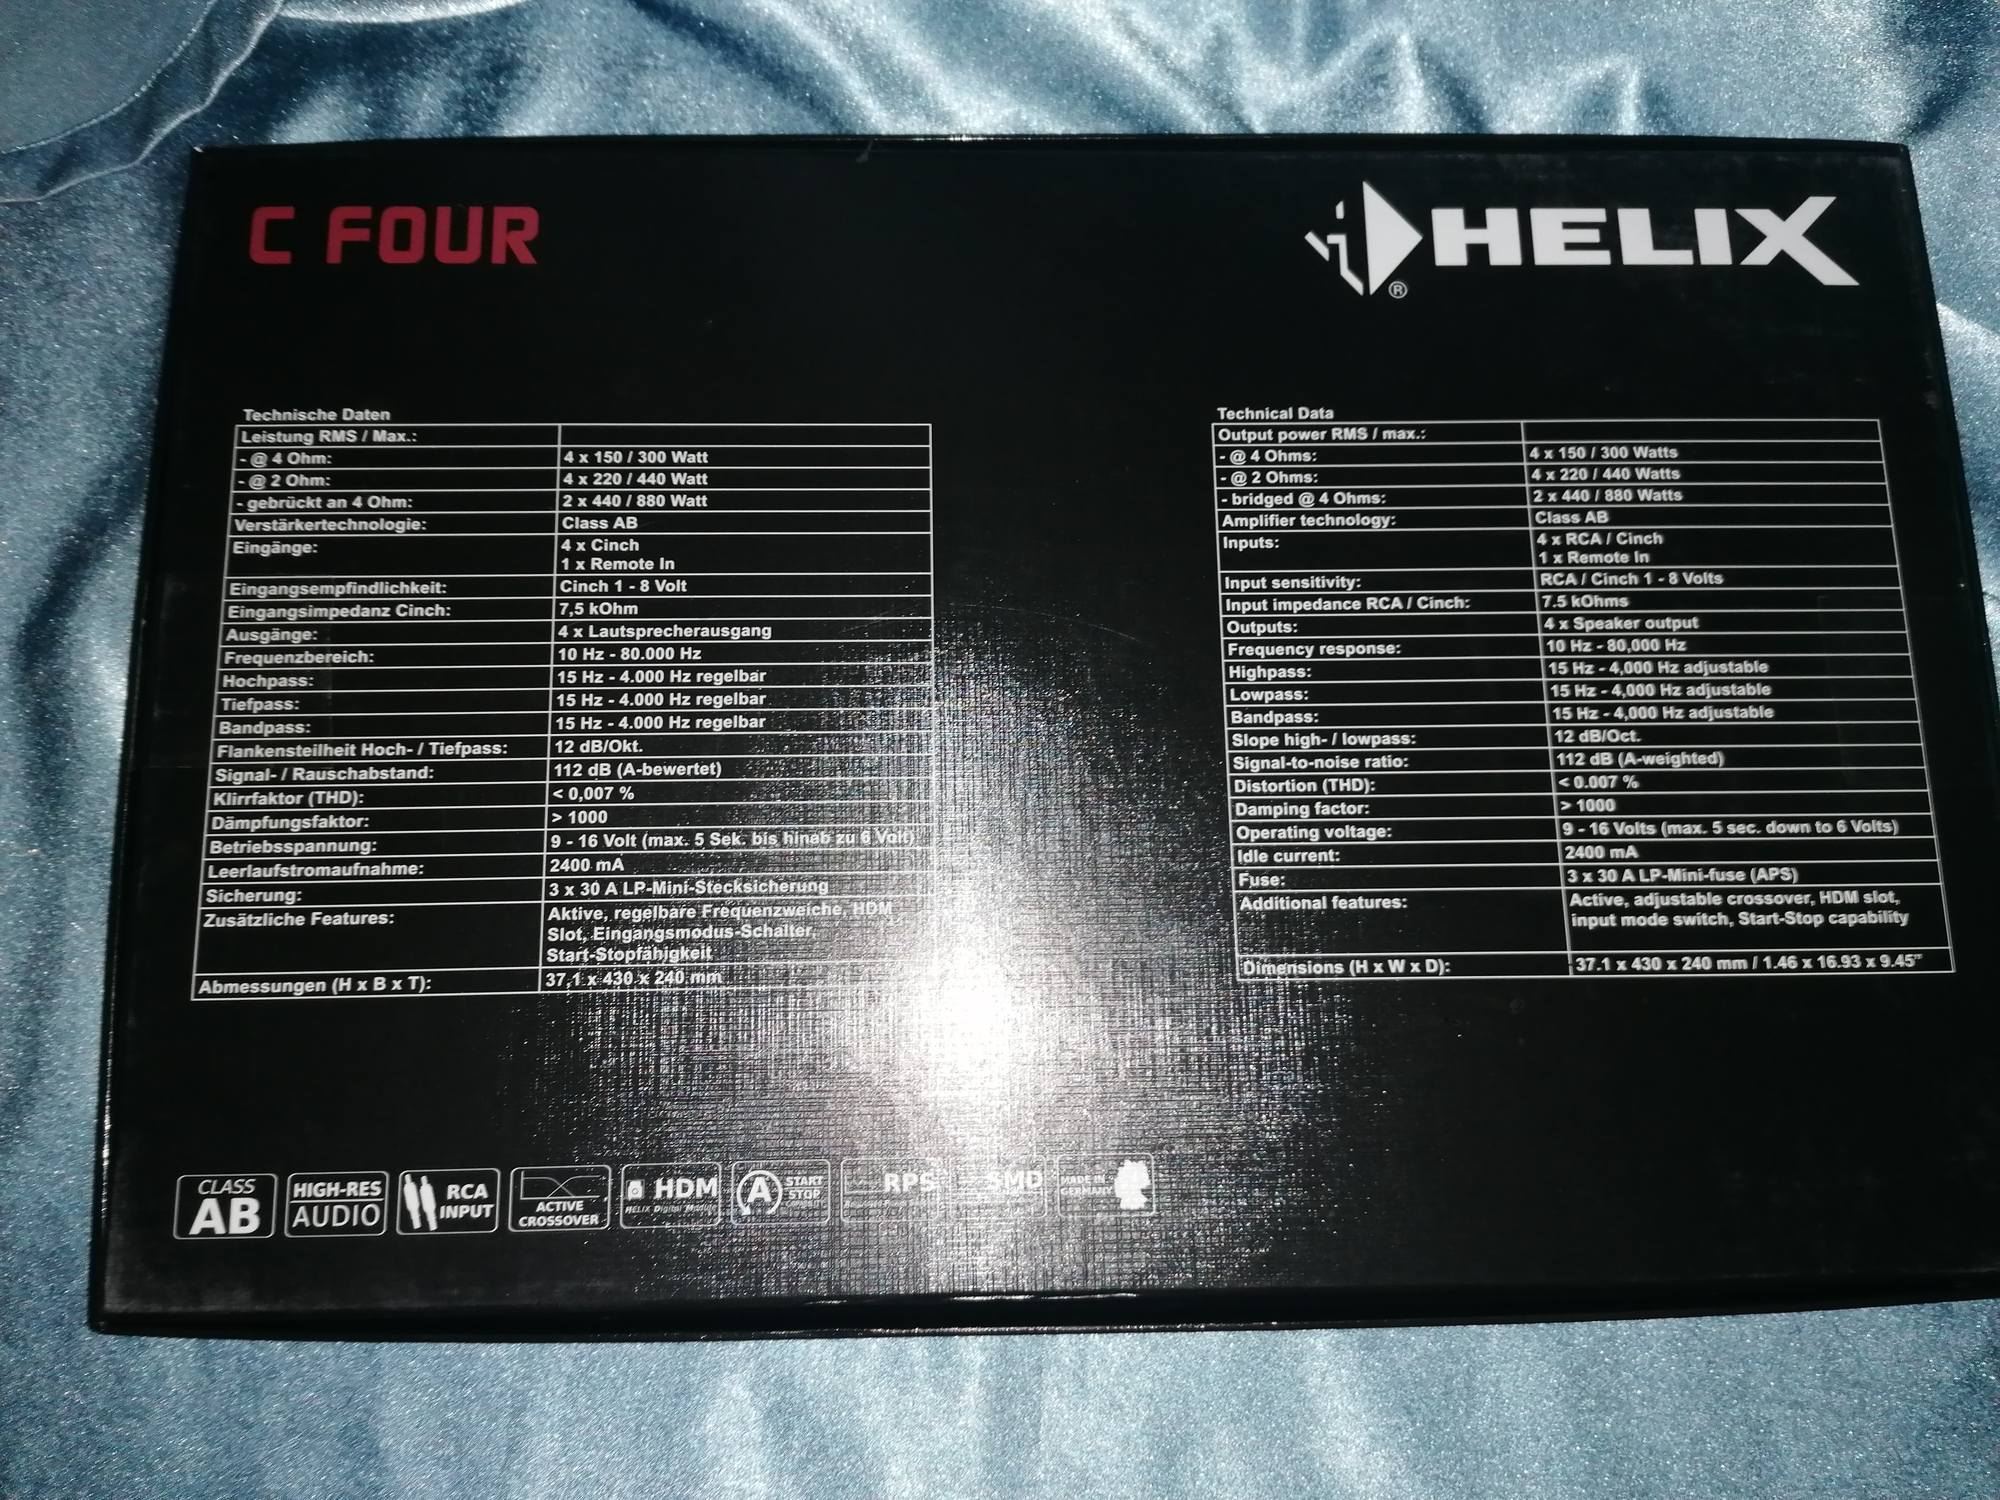 C FOUR
HELIX
®
Technische Daten
Leistung RMS / Max.:
- @ 4 Ohm: 4 x 150 / 300 Watt
- @ 2 Ohm: 4 x 220 / 440 Watt
- gebrückt an 4 Ohm: 2 x 440 / 880 Watt
Verstärkertechnologie: Class AB
Eingänge: 4 x Cinch
1 x Remote In
Eingangsempfindlichkeit: Cinch 1 - 8 Volt
Eingangsimpedanz Cinch: 7,5 kOhm
Ausgänge: 4 x Lautsprecherausgang
Frequenzbereich: 10 Hz - 80.000 Hz
Hochpass: 15 Hz - 4.000 Hz regelbar
Tiefpass: 15 Hz - 4.000 Hz regelbar
Bandpass: 15 Hz - 4.000 Hz regelbar
Flankensteilheit Hoch- / Tiefpass: 12 dB/Okt.
Signal- / Rauschabstand: 112 dB (A-bewertet)
Klirrfaktor (THD): < 0,007 %
Dämpfungsfaktor: > 1000
Betriebsspannung: 9 - 16 Volt (max. 5 Sek. bis hinab zu 6 Volt)
Leerlaufstromaufnahme: 2400 mA
Sicherung: 3 x 30 A LP-Mini-Stecksicherung
Zusätzliche Features: Aktive, regelbare Frequenzweiche, HDM
Slot, Eingangsmodus-Schalter,
Start-Stopfähigkeit
Abmessungen (H x B x T): 37,1 x 430 x 240 mm
Technical Data
Output power RMS / max.:
- @ 4 Ohms: 4 x 150 / 300 Watts
- @ 2 Ohms: 4 x 220 / 440 Watts
- bridged @ 4 Ohms: 2 x 440 / 880 Watts
Amplifier technology: Class AB
Inputs: 4 x RCA / Cinch
1 x Remote In
Input sensitivity: RCA / Cinch 1 - 8 Volts
Input impedance RCA / Cinch: 7.5 kOhms
Outputs: 4 x Speaker output
Frequency response: 10 Hz - 80,000 Hz
Highpass: 15 Hz - 4,000 Hz adjustable
Lowpass: 15 Hz - 4,000 Hz adjustable
Bandpass: 15 Hz - 4,000 Hz adjustable
Slope high- / lowpass: 12 dB/Oct.
Signal-to-noise ratio: 112 dB (A-weighted)
Distortion (THD): < 0.007 %
Damping factor: > 1000
Operating voltage: 9 - 16 Volts (max. 5 sec. down to 6 Volts)
Idle current: 2400 mA
Fuse: 3 x 30 A LP-Mini-fuse (APS)
Additional features: Active, adjustable crossover, HDM slot,
input mode switch, Start-Stop capability
Dimensions (H x W x D): 37.1 x 430 x 240 mm / 1.46 x 16.93 x 9.45"
CLASS
AB
HIGH-RES
AUDIO
RCA
INPUT
ACTIVE
CROSSOVER
HDM
HELIX Digital Module
A START
STOP
RPS
SMD
MADE IN
GERMANY